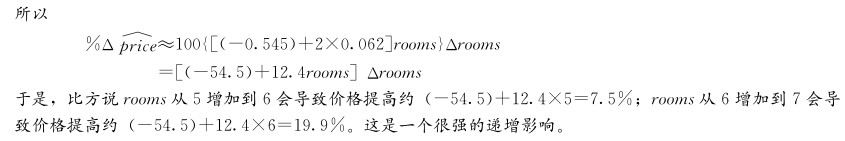 所以
%Δ \widehat{price}≈100{[(−0.545)+2×0.062]rooms}Δrooms
=[(−54.5)+12.4rooms] Δrooms
于是，比方说 rooms 从 5 增加到 6 会导致价格提高约 (−54.5)+12.4×5=7.5%；rooms 从 6 增加到 7 会导
致价格提高约 (−54.5)+12.4×6=19.9%。这是一个很强的递增影响。